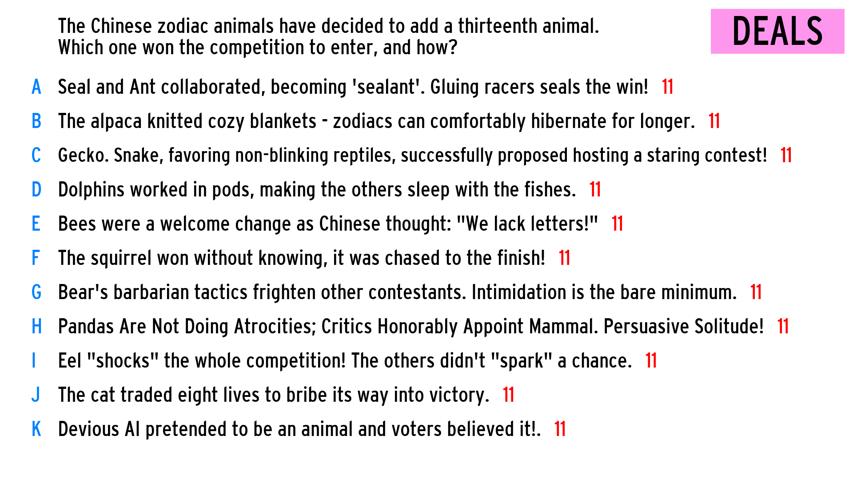 The Chinese zodiac animals have decided to add a thirteenth animal.
Which one won the competition to enter, and how?
DEALS
A Seal and Ant collaborated, becoming 'sealant'. Gluing racers seals the win! 11
B The alpaca knitted cozy blankets - zodiacs can comfortably hibernate for longer. 11
C Gecko. Snake, favoring non-blinking reptiles, successfully proposed hosting a staring contest! 11
D Dolphins worked in pods, making the others sleep with the fishes. 11
E Bees were a welcome change as Chinese thought: "We lack letters!" 11
F The squirrel won without knowing, it was chased to the finish! 11
G Bear's barbarian tactics frighten other contestants. Intimidation is the bare minimum. 11
H Pandas Are Not Doing Atrocities; Critics Honorably Appoint Mammal. Persuasive Solitude! 11
I Eel "shocks" the whole competition! The others didn't "spark" a chance. 11
J The cat traded eight lives to bribe its way into victory. 11
K Devious AI pretended to be an animal and voters believed it!. 11